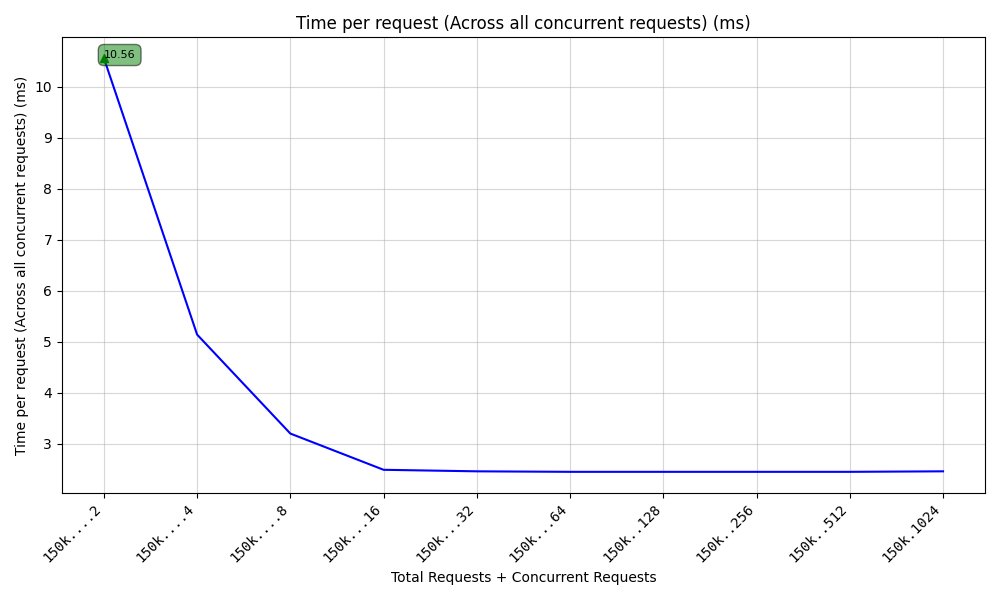 Time per request (Across all concurrent requests) (ms)
10.56
Time per request (Across all concurrent requests) (ms)
10
9
8
7
6
5
4
3
150k....2
150k....4
150k....8
150k...16
150k...32
150k...64
150k..128
150k..256
150k..512
150k.1024
Total Requests + Concurrent Requests